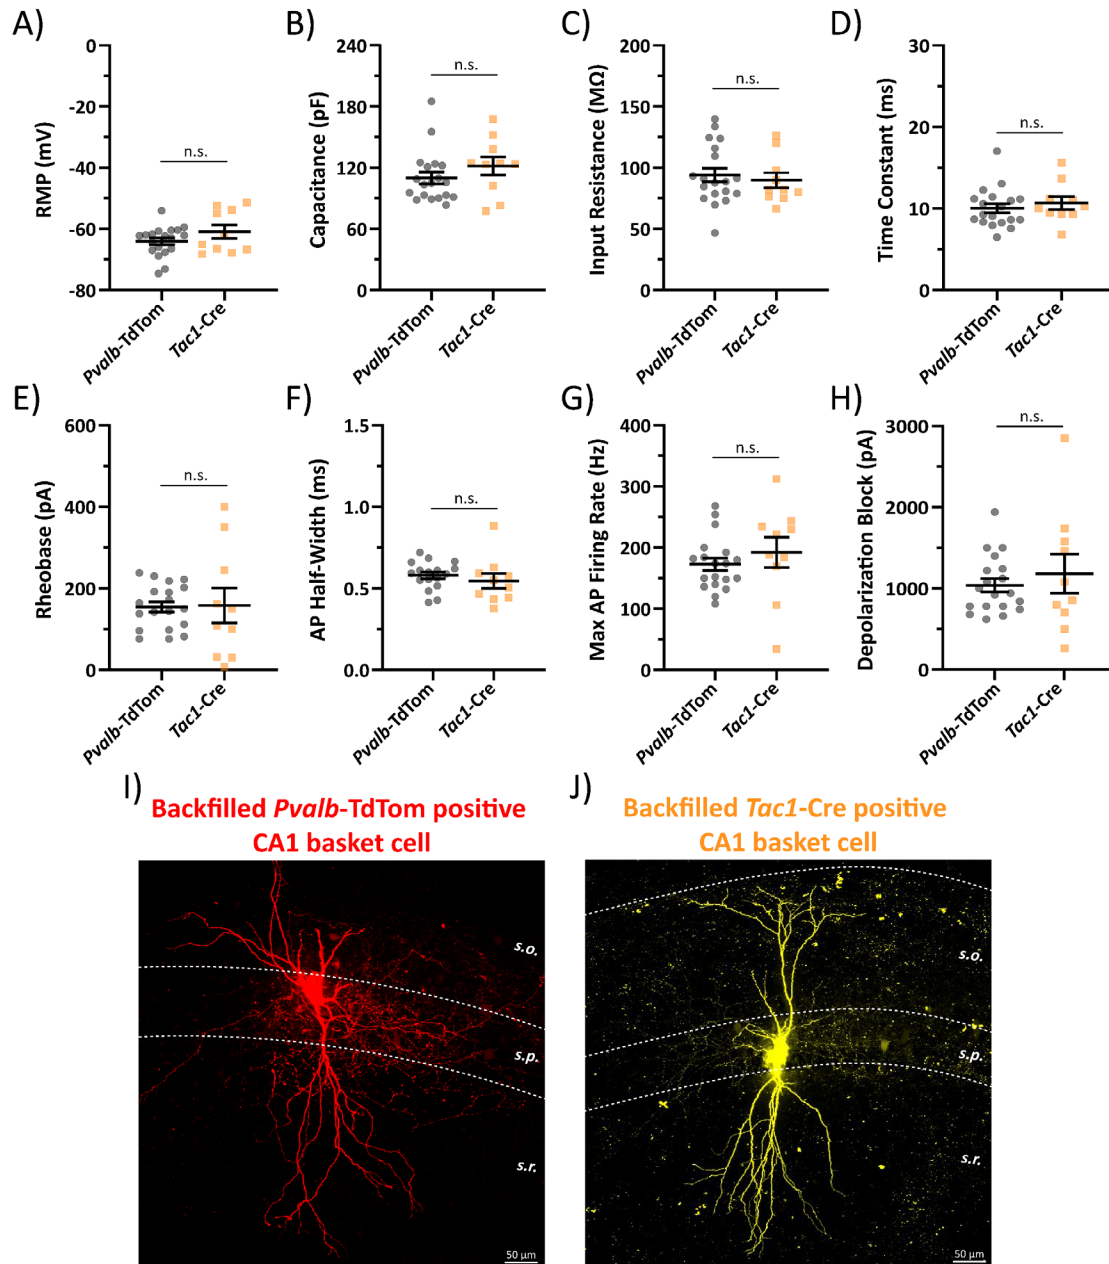 A)
RMP (mV)
0
-20
-40
-60
-80
n.s.
Pvalb-TdTom
Tac1-Cre
B)
Capacitance (pF)
240
180
120
60
0
n.s.
Pvalb-TdTom
Tac1-Cre
C)
Input Resistance (MΩ)
200
150
100
50
0
n.s.
Pvalb-TdTom
Tac1-Cre
D)
Time Constant (ms)
30
20
10
0
n.s.
Pvalb-TdTom
Tac1-Cre
E)
Rheobase (pA)
600
400
200
0
n.s.
Pvalb-TdTom
Tac1-Cre
F)
AP Half-Width (ms)
1.5
1.0
0.5
0.0
n.s.
Pvalb-TdTom
Tac1-Cre
G)
Max AP Firing Rate (Hz)
400
300
200
100
0
n.s.
Pvalb-TdTom
Tac1-Cre
H)
Depolarization Block (pA)
3000
2000
1000
0
n.s.
Pvalb-TdTom
Tac1-Cre
I)
Backfilled Pvalb-TdTom positive
CA1 basket cell
s.o.
s.p.
s.r.
50 µm
J)
Backfilled Tac1-Cre positive
CA1 basket cell
s.o.
s.p.
s.r.
50 µm